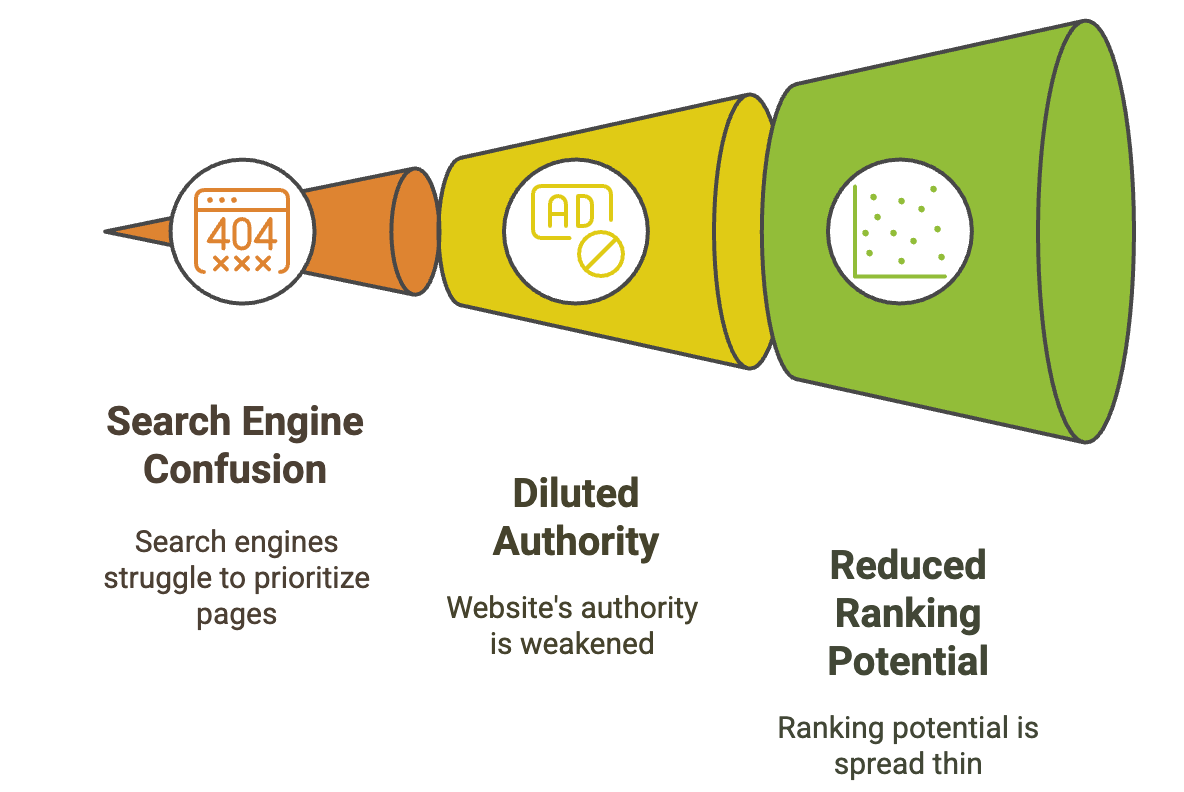 404
xxx
AD
Search Engine
Confusion
Search engines
struggle to prioritize
pages
Diluted
Authority
Website's authority
is weakened
Reduced
Ranking
Potential
Ranking potential is
spread thin